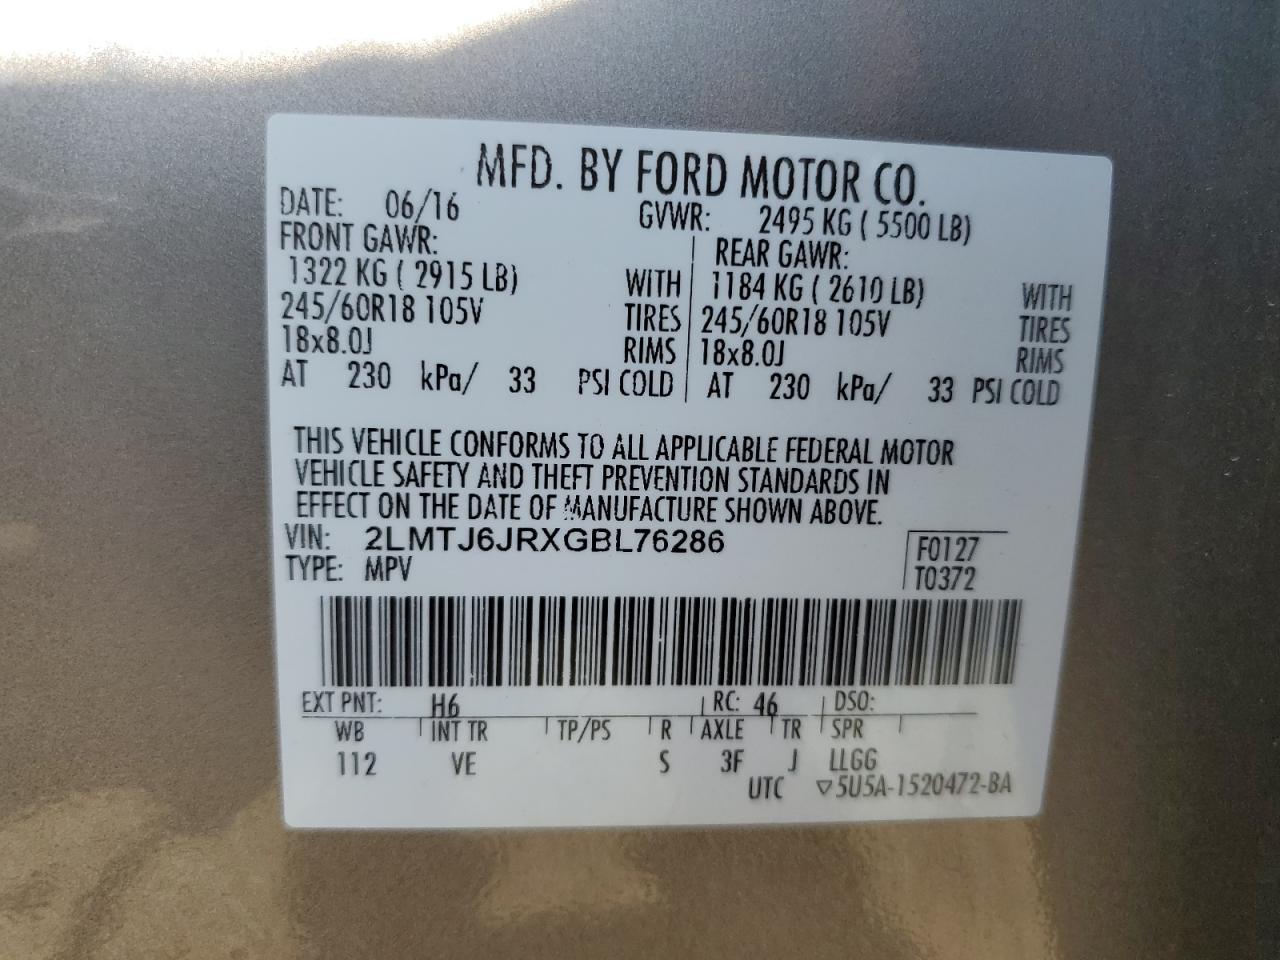 MFD. BY FORD MOTOR CO.
DATE: 06/16 GVWR: 2495 KG ( 5500 LB)
FRONT GAWR: REAR GAWR:
1322 KG ( 2915 LB) WITH 1184 KG ( 2610 LB) WITH
245/60R18 105V TIRES 245/60R18 105V TIRES
18x8.0J RIMS 18x8.0J RIMS
AT 230 kPa/ 33 PSI COLD AT 230 kPa/ 33 PSI COLD
THIS VEHICLE CONFORMS TO ALL APPLICABLE FEDERAL MOTOR
VEHICLE SAFETY AND THEFT PREVENTION STANDARDS IN
EFFECT ON THE DATE OF MANUFACTURE SHOWN ABOVE.
VIN: 2LMTJ6JRXGBL76286 F0127
TYPE: MPV T0372
EXT PNT: H6 RC: 46 DSO:
WB INT TR TP/PS R AXLE TR SPR
112 VE S 3F J LLGG
UTC ▽5U5A-1520472-BA